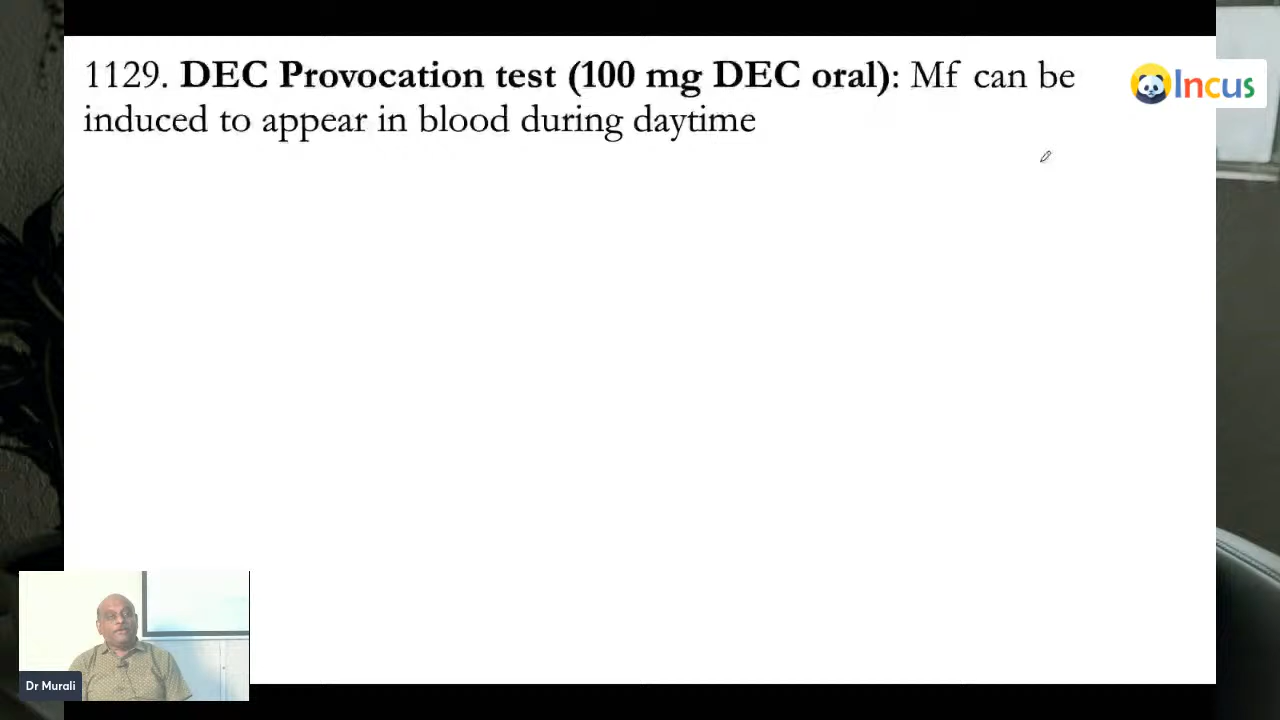 1129. DEC Provocation test (100 mg DEC oral): Mf can be
induced to appear in blood during daytime
Incus
Dr Murali